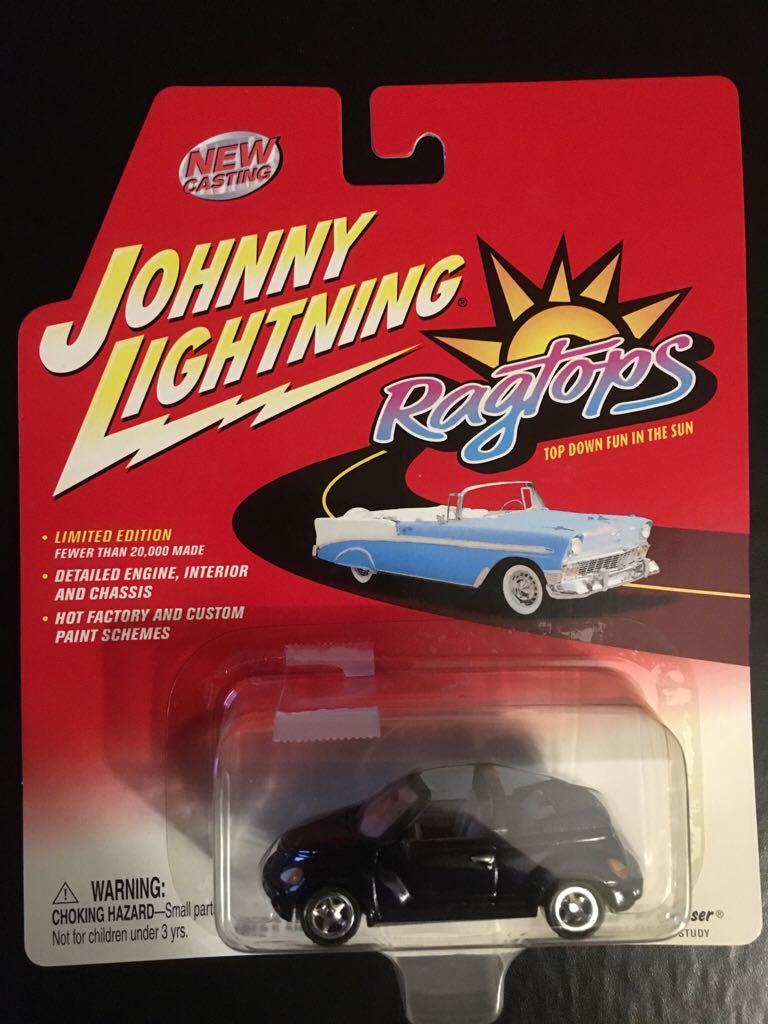 NEW
CASTING
JOHNNY
LIGHTNING®
Ragtops
TOP DOWN FUN IN THE SUN
• LIMITED EDITION
FEWER THAN 20,000 MADE
• DETAILED ENGINE, INTERIOR
AND CHASSIS
• HOT FACTORY AND CUSTOM
PAINT SCHEMES
⚠ WARNING:
CHOKING HAZARD—Small part
Not for children under 3 yrs.
ser®
STUDY